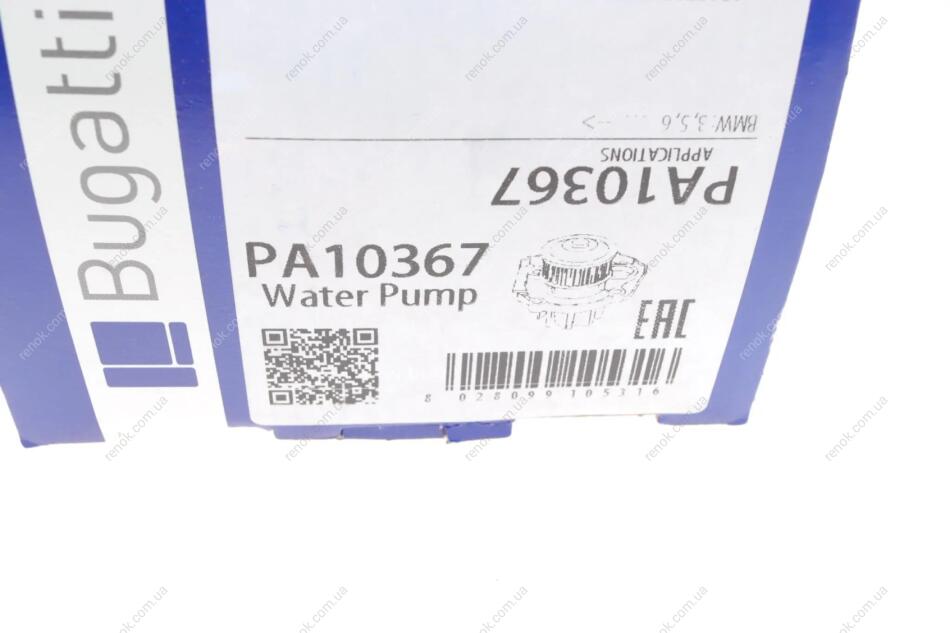 Bugatti
BMW: 3,5,6 ... -->
APPLICATIONS
PA10367
PA10367
Water Pump
EAC
8 028099 105316
renok.com.ua